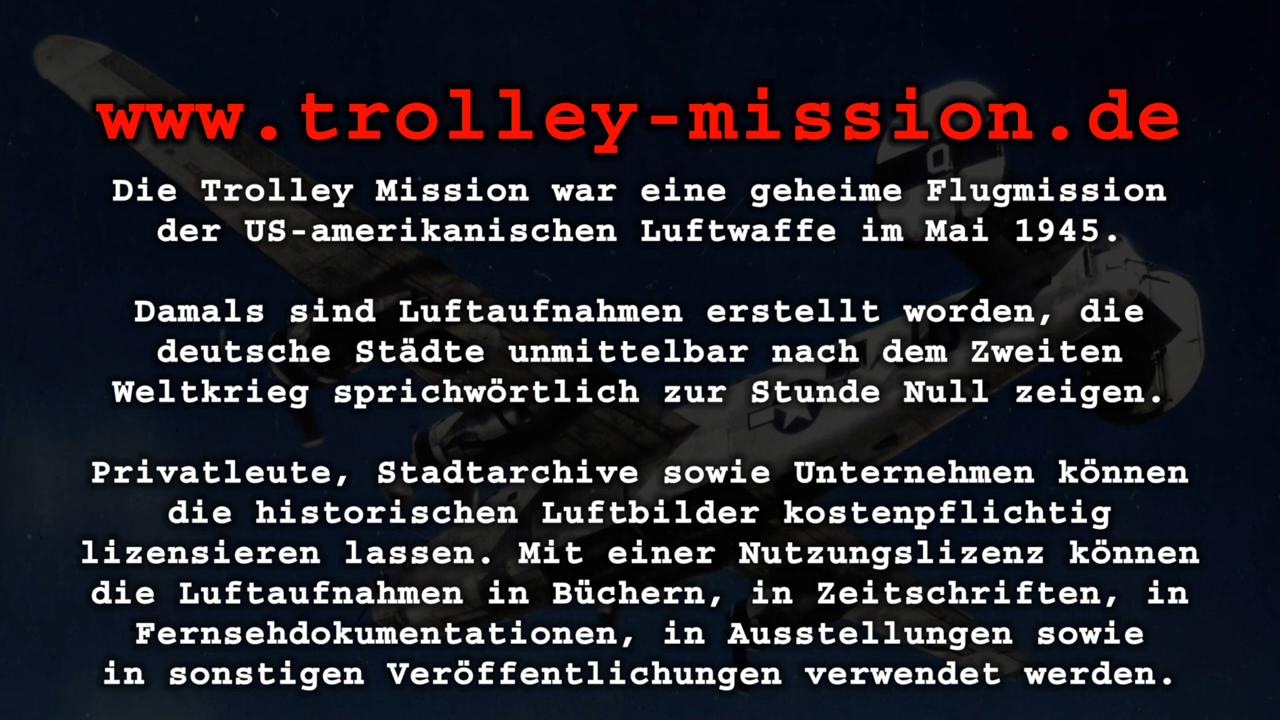 www.trolley-mission.de
Die Trolley Mission war eine geheime Flugmission
der US-amerikanischen Luftwaffe im Mai 1945.
Damals sind Luftaufnahmen erstellt worden, die
deutsche Städte unmittelbar nach dem Zweiten
Weltkrieg sprichwörtlich zur Stunde Null zeigen.
Privatleute, Stadtarchive sowie Unternehmen können
die historischen Luftbilder kostenpflichtig
lizensieren lassen. Mit einer Nutzungslizenz können
die Luftaufnahmen in Büchern, in Zeitschriften, in
Fernsehdokumentationen, in Ausstellungen sowie
in sonstigen Veröffentlichungen verwendet werden.
Q